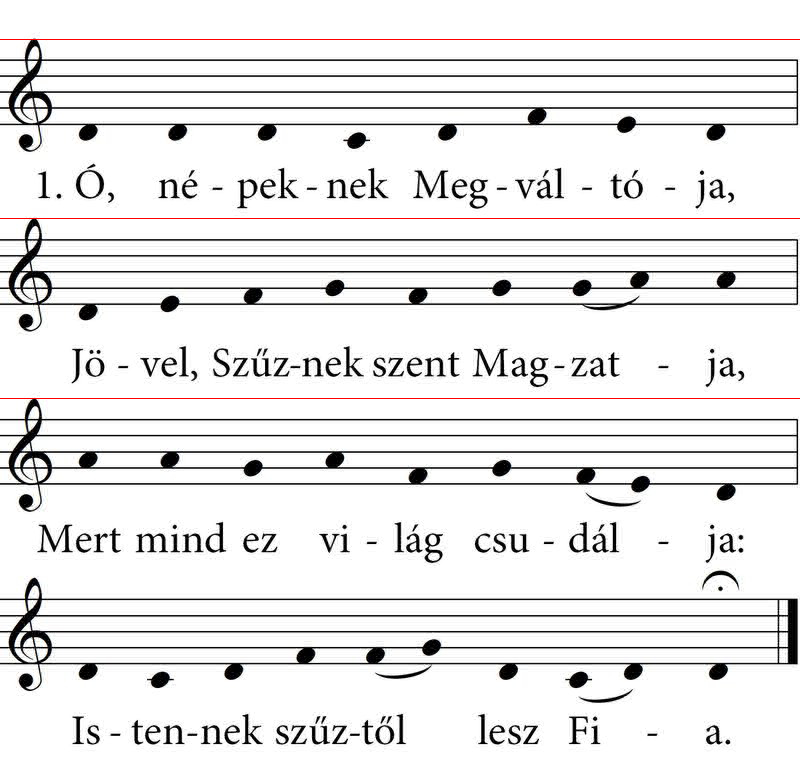 1. Ó, né - pek - nek Meg - vál - tó - ja,
Jö - vel, Szűz-nek szent Mag - zat - ja,
Mert mind ez vi - lág csu - dál - ja:
Is - ten-nek szűz-től lesz Fi - a.